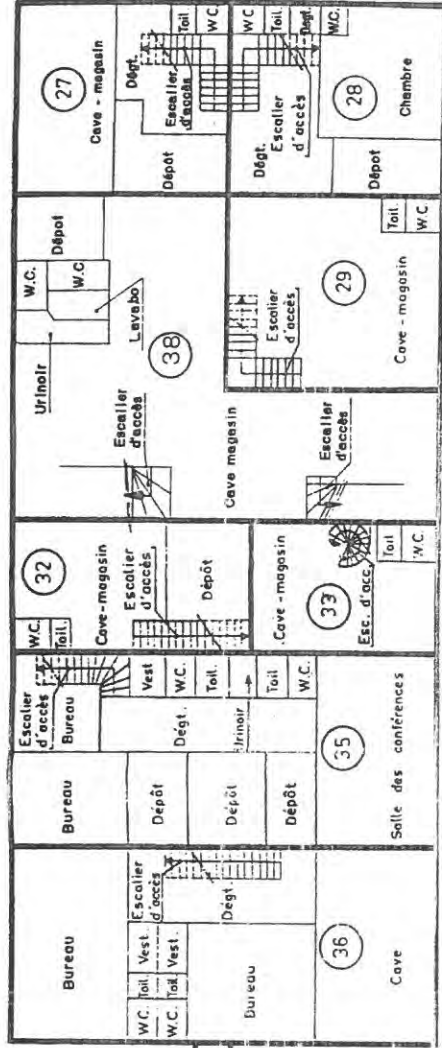 Bureau
W.C.
Toil.
Vest.
W.C.
Toil.
Vest.
Escalier
d'accès
Dégt.
Bureau
36
Cave
Bureau
Escalier
d'accès
Bureau
Dépôt
Dépôt
Dépôt
Dégt.
Vest
W.C.
Toil.
Urinoir
Toil
W.C.
35
Salle des conférences
W.C.
Toil.
32
Cave-magasin
Escalier
d'accès
Dépôt
Cave-magasin
33
Esc. d'acc.
Toil
W.C.
Urinoir
W.C.
W.C.
Dépot
Lavabo
38
Escalier
d'accès
Cave magasin
Escalier
d'accès
Escalier
d'accès
29
Cave-magasin
Toil.
W.C.
27
Cave-magasin
Dégt.
Toil
W.C.
Escalier
d'accès
Dépôt
W.C
Toil
Dégt
W.C.
Dégt.
Escalier
d'accès
28
Chambre
Dépôt